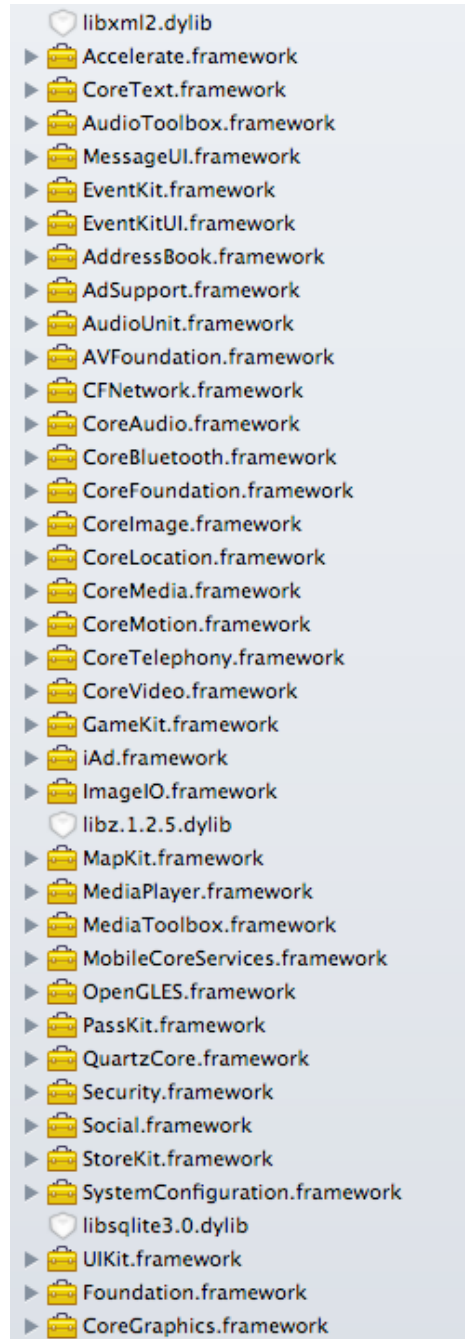 libxml2.dylib
Accelerate.framework
CoreText.framework
AudioToolbox.framework
MessageUI.framework
EventKit.framework
EventKitUI.framework
AddressBook.framework
AdSupport.framework
AudioUnit.framework
AVFoundation.framework
CFNetwork.framework
CoreAudio.framework
CoreBluetooth.framework
CoreFoundation.framework
CoreImage.framework
CoreLocation.framework
CoreMedia.framework
CoreMotion.framework
CoreTelephony.framework
CoreVideo.framework
GameKit.framework
iAd.framework
ImageIO.framework
libz.1.2.5.dylib
MapKit.framework
MediaPlayer.framework
MediaToolbox.framework
MobileCoreServices.framework
OpenGLES.framework
PassKit.framework
QuartzCore.framework
Security.framework
Social.framework
StoreKit.framework
SystemConfiguration.framework
libsqlite3.0.dylib
UIKit.framework
Foundation.framework
CoreGraphics.framework